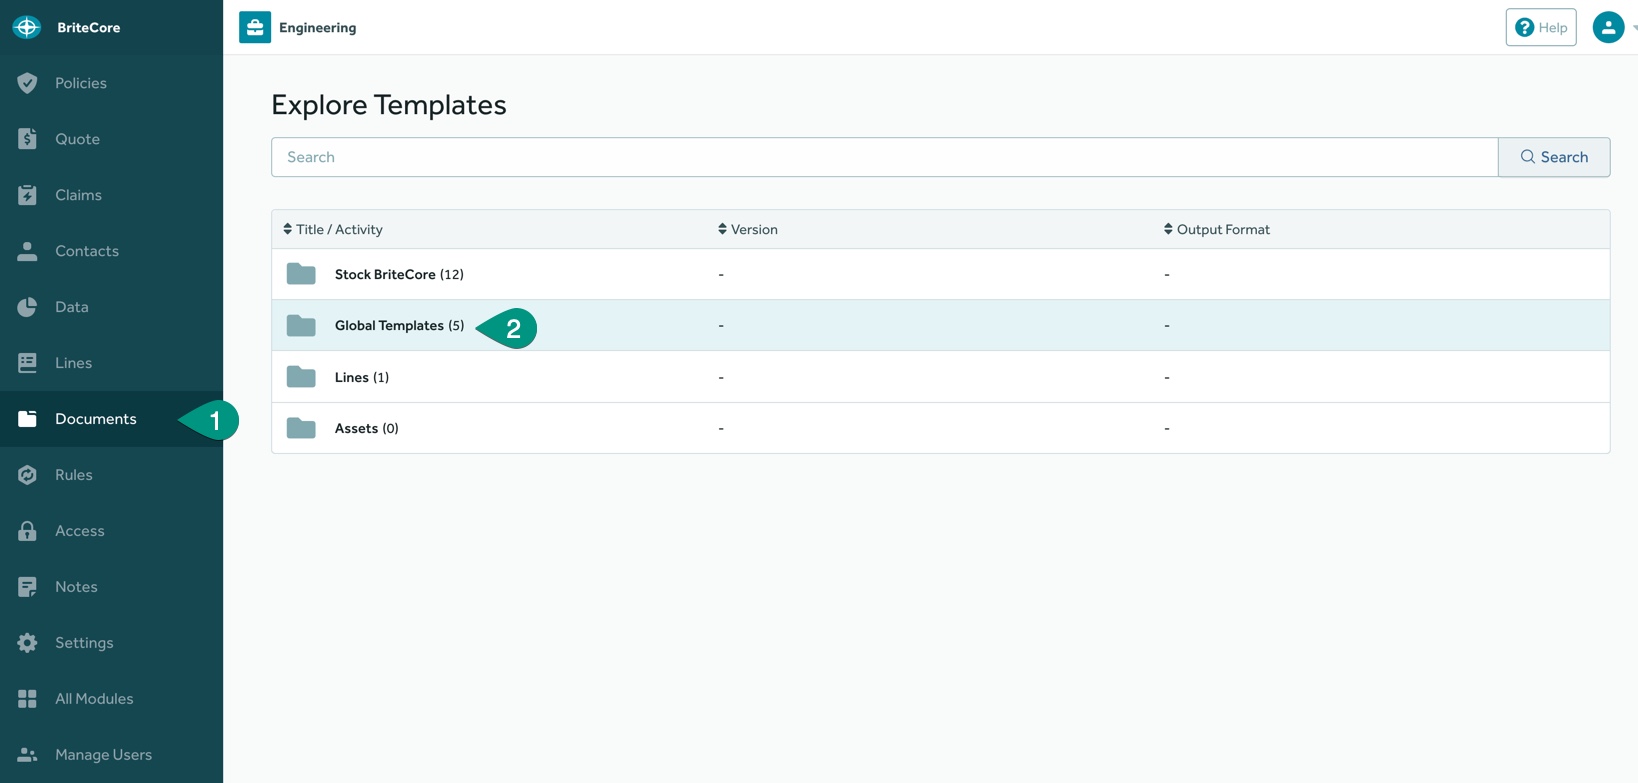 BriteCore
Engineering
Help
Policies
Quote
Claims
Contacts
Data
Lines
Documents
1
Rules
Access
Notes
Settings
All Modules
Manage Users
Explore Templates
Search
Search
Title / Activity
Version
Output Format
Stock BriteCore (12)
-
-
Global Templates (5)
2
-
-
Lines (1)
-
-
Assets (0)
-
-